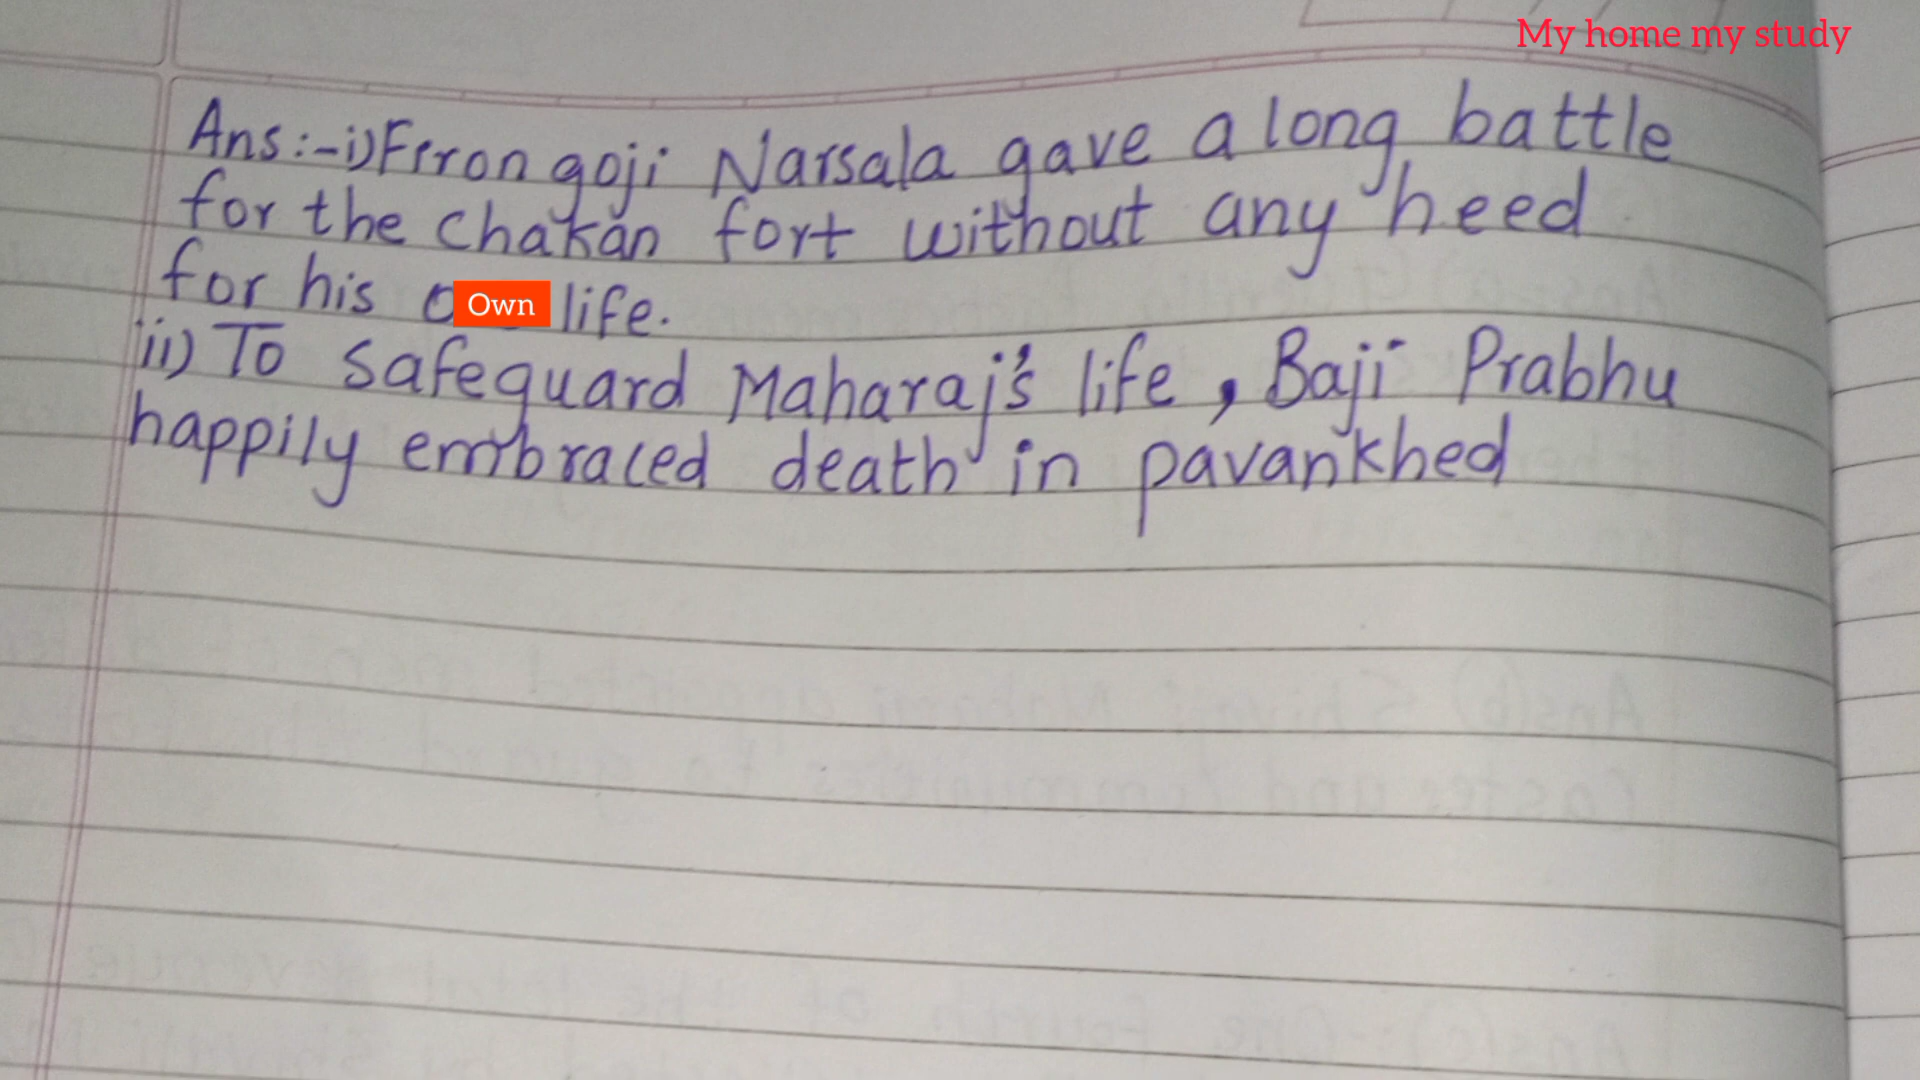 My home my study
Ans:-i)Firongoji Narsala gave a long battle
for the chakan fort without any heed
for his Own life.
ii) To safeguard Maharaj's life, Baji Prabhu
happily embraced death in pavankhed